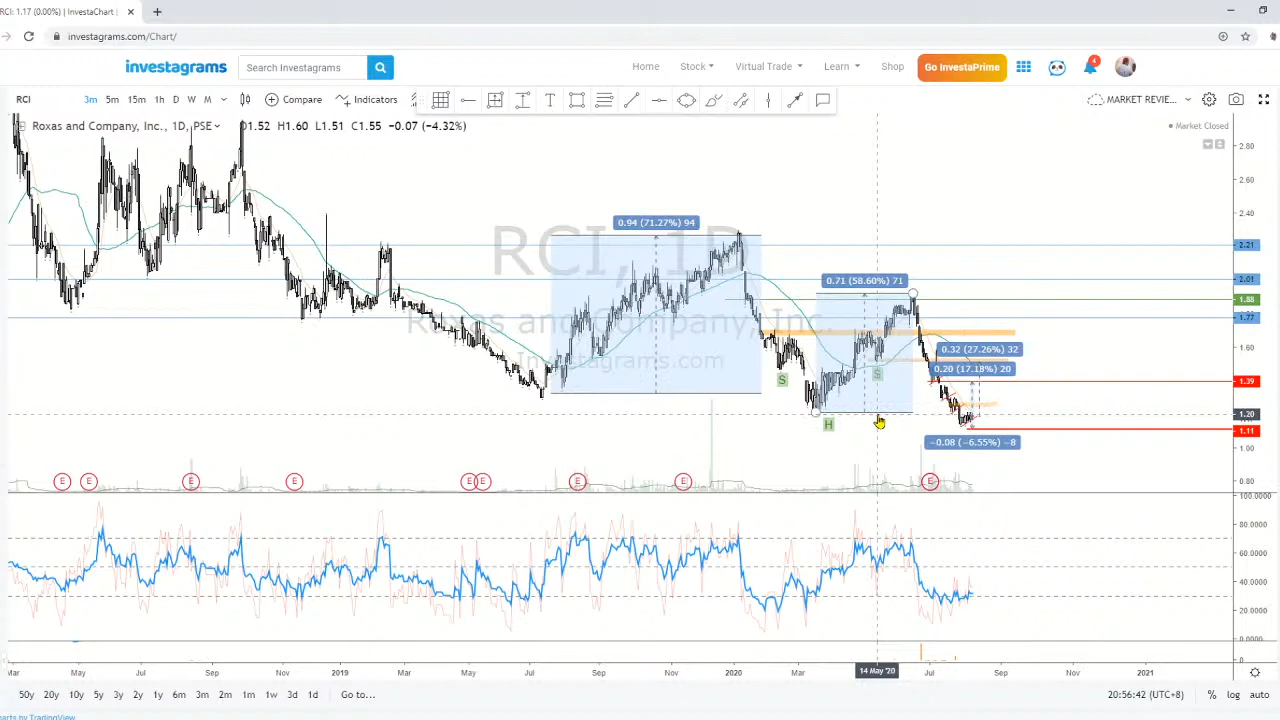 RCI: 1.17 (0.00%) | InvestaChart |
investagrams.com/Chart/
investagrams
Search Investagrams
Home
Stock
Virtual Trade
Learn
Shop
Go InvestaPrime
4
RCI
3m 5m 15m 1h D W M
Compare
Indicators
MARKET REVIE...
Roxas and Company, Inc., 1D, PSE
O1.52 H1.60 L1.51 C1.55 −0.07 (−4.32%)
Market Closed
RCI, 1D
Roxas and Company, Inc.
Investagrams.com
0.94 (71.27%) 94
0.71 (58.60%) 71
0.32 (27.26%) 32
0.20 (17.18%) 20
−0.08 (−6.55%) −8
S
H
S
E E E E E E E E E
2.80
2.60
2.40
2.21
2.01
1.88
1.77
1.60
1.39
1.20
1.11
1.00
0.80
100.0000
80.0000
60.0000
40.0000
20.0000
0.0000
0
Mar May Jul Sep Nov 2019 Mar May Jul Sep Nov 2020 Mar 14 May '20 Jul Sep Nov 2021
50y 20y 10y 5y 3y 2y 1y 6m 3m 2m 1m 1w 3d 1d Go to...
20:56:42 (UTC+8) % log auto
Charts by TradingView